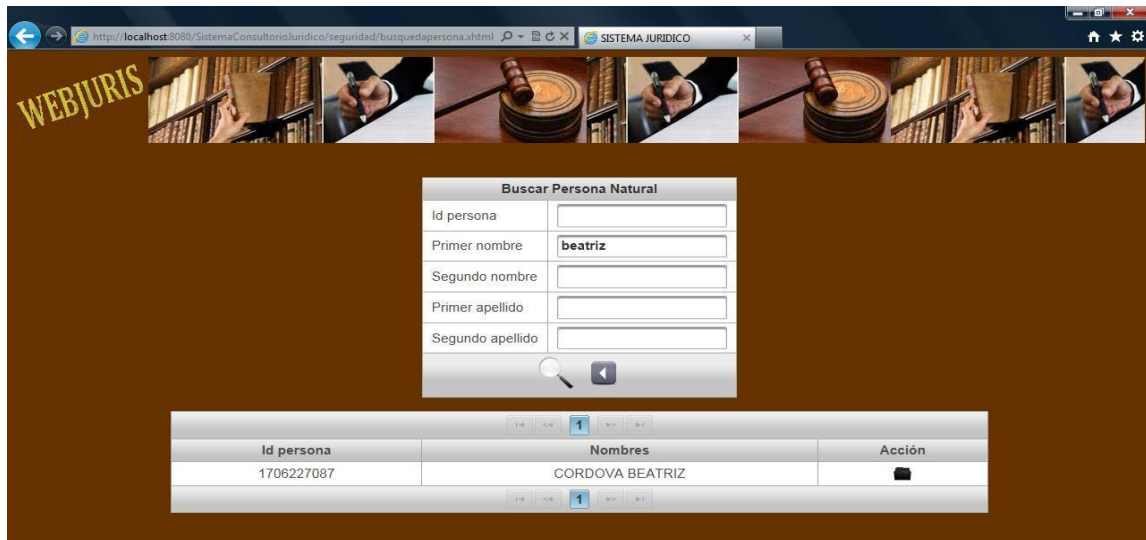 http://localhost:8080/SistemaConsultorioJuridico/seguridad/busquedapersona.xhtml
SISTEMA JURIDICO
WEBJURIS
Buscar Persona Natural
Id persona
Primer nombre beatriz
Segundo nombre
Primer apellido
Segundo apellido
1
Id persona Nombres Acción
1706227087 CORDOVA BEATRIZ
1